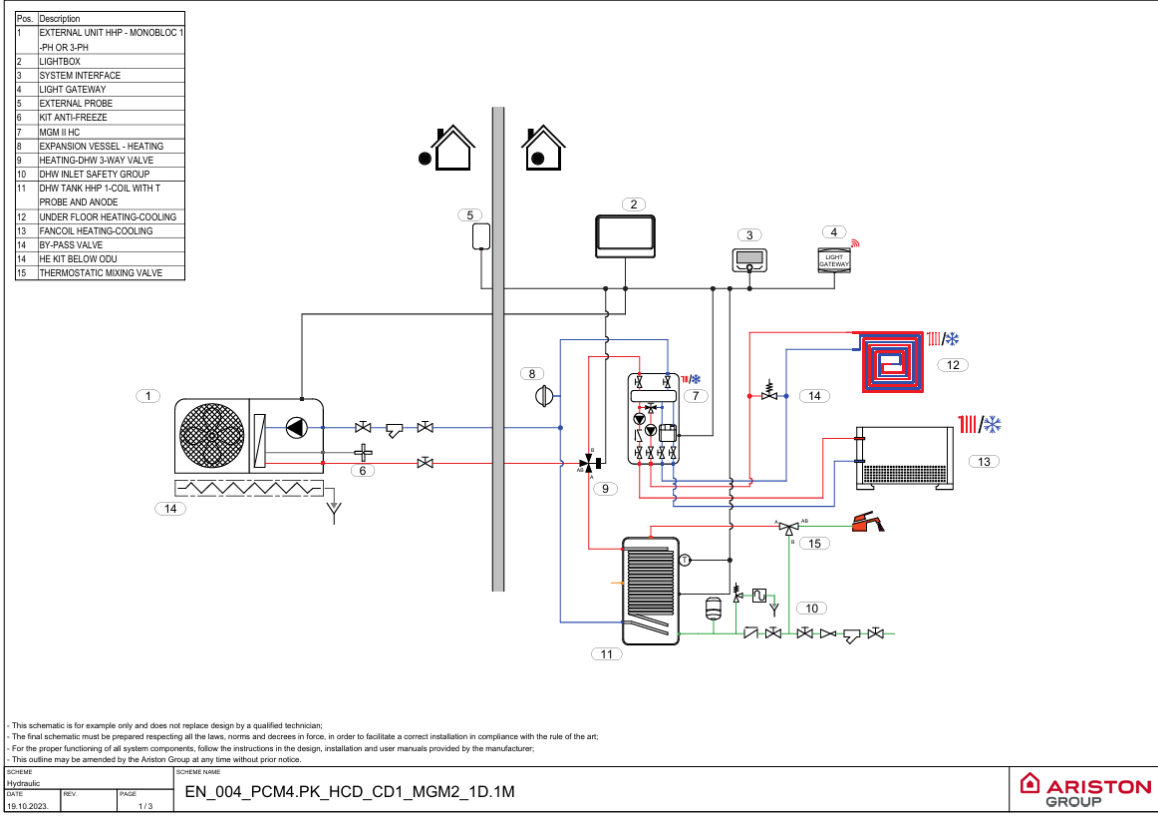 Pos. Description
1 EXTERNAL UNIT HHP - MONOBLOC 1
-PH OR 3-PH
2 LIGHTBOX
3 SYSTEM INTERFACE
4 LIGHT GATEWAY
5 EXTERNAL PROBE
6 KIT ANTI-FREEZE
7 MGM II HC
8 EXPANSION VESSEL - HEATING
9 HEATING-DHW 3-WAY VALVE
10 DHW INLET SAFETY GROUP
11 DHW TANK HHP 1-COIL WITH T
PROBE AND ANODE
12 UNDER FLOOR HEATING-COOLING
13 FANCOIL HEATING-COOLING
14 BY-PASS VALVE
14 HE KIT BELOW ODU
15 THERMOSTATIC MIXING VALVE
5
2
3
4
LIGHT
GATEWAY
1
8
7
12
14
6
B
AB
A
9
13
14
A
AB
B
15
T
10
11
- This schematic is for example only and does not replace design by a qualified technician;
- The final schematic must be prepared respecting all the laws, norms and decrees in force, in order to facilitate a correct installation in compliance with the rule of the art;
- For the proper functioning of all system components, follow the instructions in the design, installation and user manuals provided by the manufacturer;
- This outline may be amended by the Ariston Group at any time without prior notice.
SCHEME
Hydraulic
SCHEME NAME
EN_004_PCM4.PK_HCD_CD1_MGM2_1D.1M
DATE
19.10.2023.
REV.
PAGE
1 / 3
ARISTON
GROUP